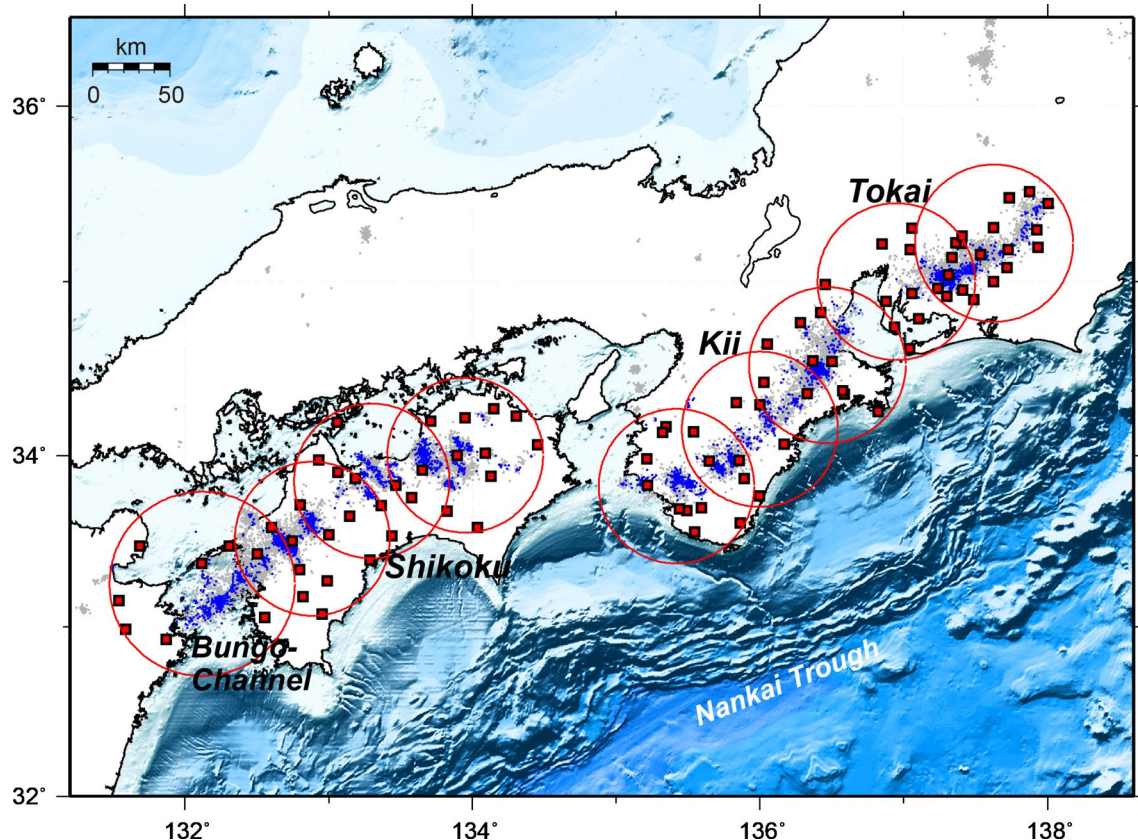 km
0 50
36°
Tokai
Kii
34°
Shikoku
Bungo-
Channel
Nankai Trough
32°
132° 134° 136° 138°